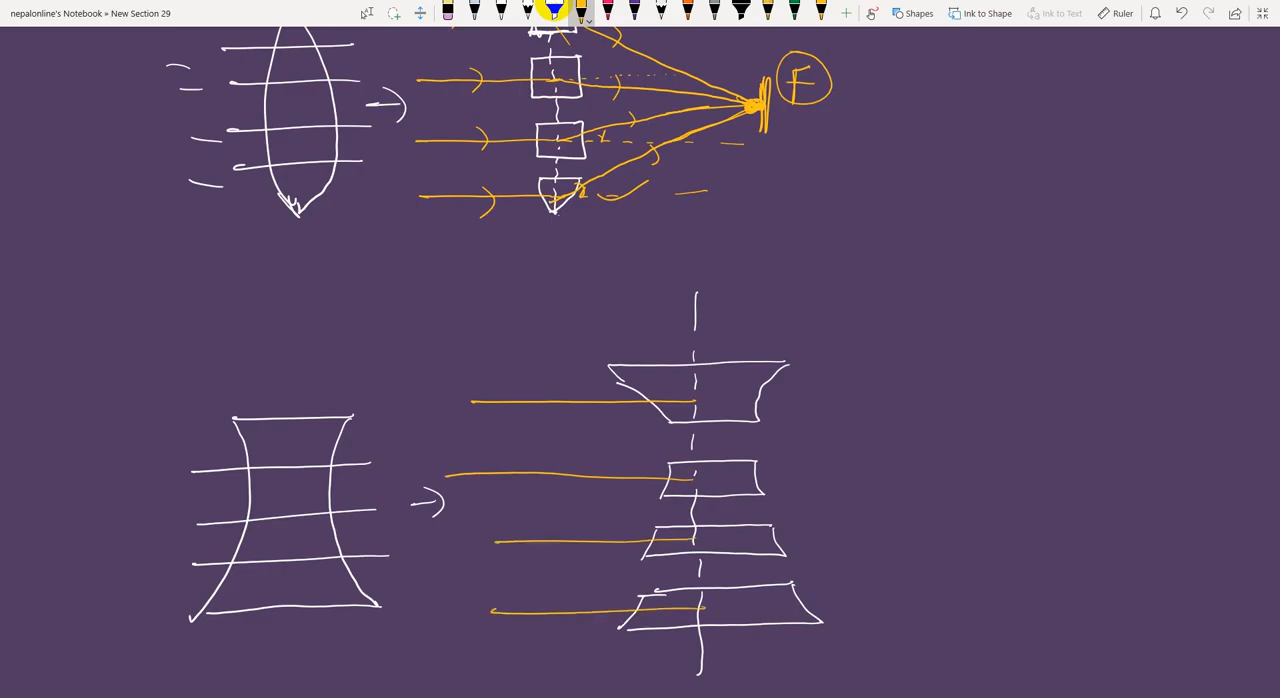 nepalonline's Notebook » New Section 29
Shapes
Ink to Shape
Ink to Text
Ruler
F